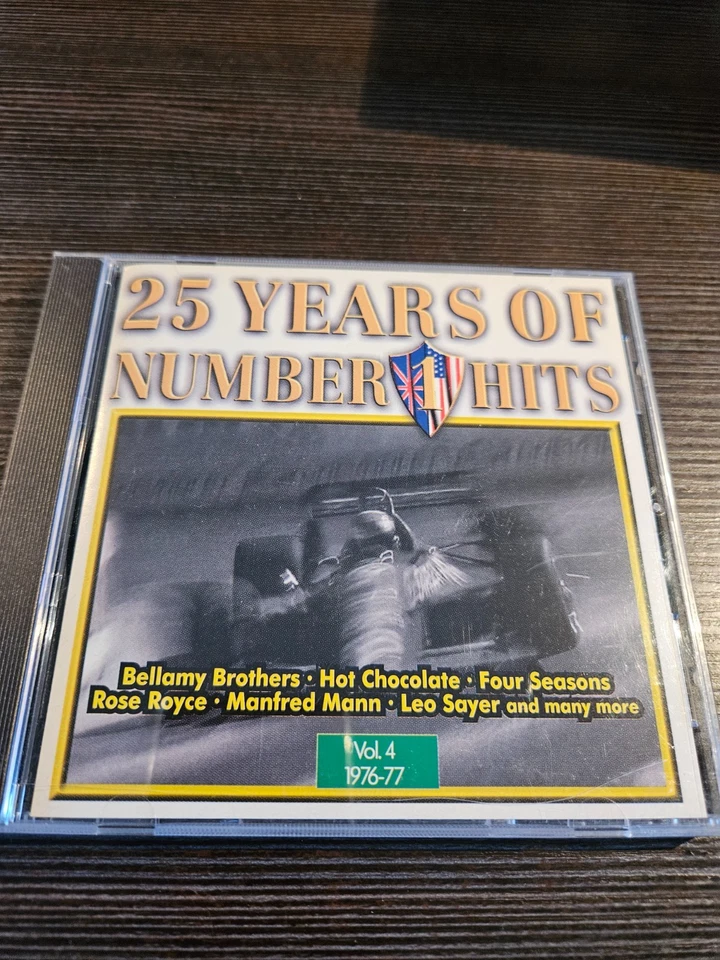 25 YEARS OF
NUMBER 1 HITS
Bellamy Brothers · Hot Chocolate · Four Seasons
Rose Royce · Manfred Mann · Leo Sayer and many more
Vol. 4
1976-77